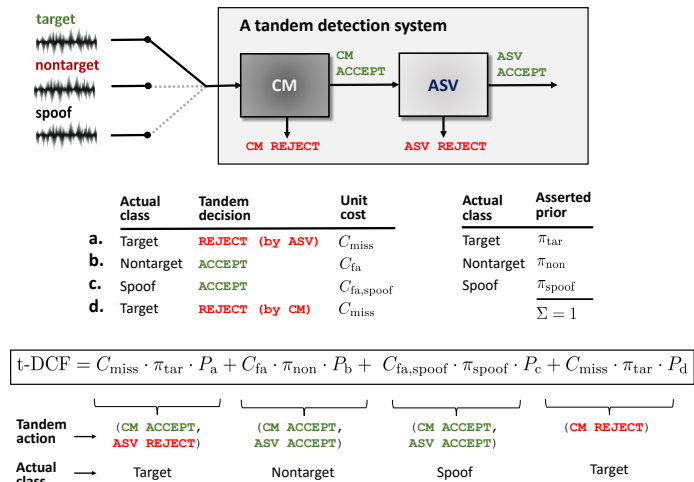 target
A tandem detection system
nontarget
CM
ACCEPT
ASV
ACCEPT
CM
ASV
spoof
CM REJECT
ASV REJECT
Actual class Tandem decision Unit cost
a. Target REJECT (by ASV) C_miss
b. Nontarget ACCEPT C_fa
c. Spoof ACCEPT C_fa,spoof
d. Target REJECT (by CM) C_miss
Actual class Asserted prior
Target π_tar
Nontarget π_non
Spoof π_spoof
Σ = 1
t-DCF = C_miss · π_tar · P_a + C_fa · π_non · P_b + C_fa,spoof · π_spoof · P_c + C_miss · π_tar · P_d
Tandem action
(CM ACCEPT, ASV REJECT)
(CM ACCEPT, ASV ACCEPT)
(CM ACCEPT, ASV ACCEPT)
(CM REJECT)
Actual class
Target
Nontarget
Spoof
Target